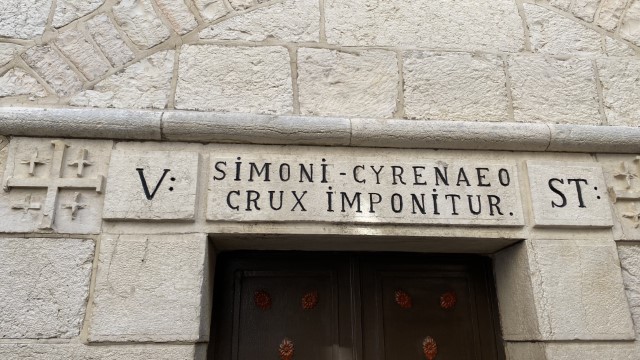 V:
SIMONI-CYRENAEO
CRUX IMPONITUR.
ST: